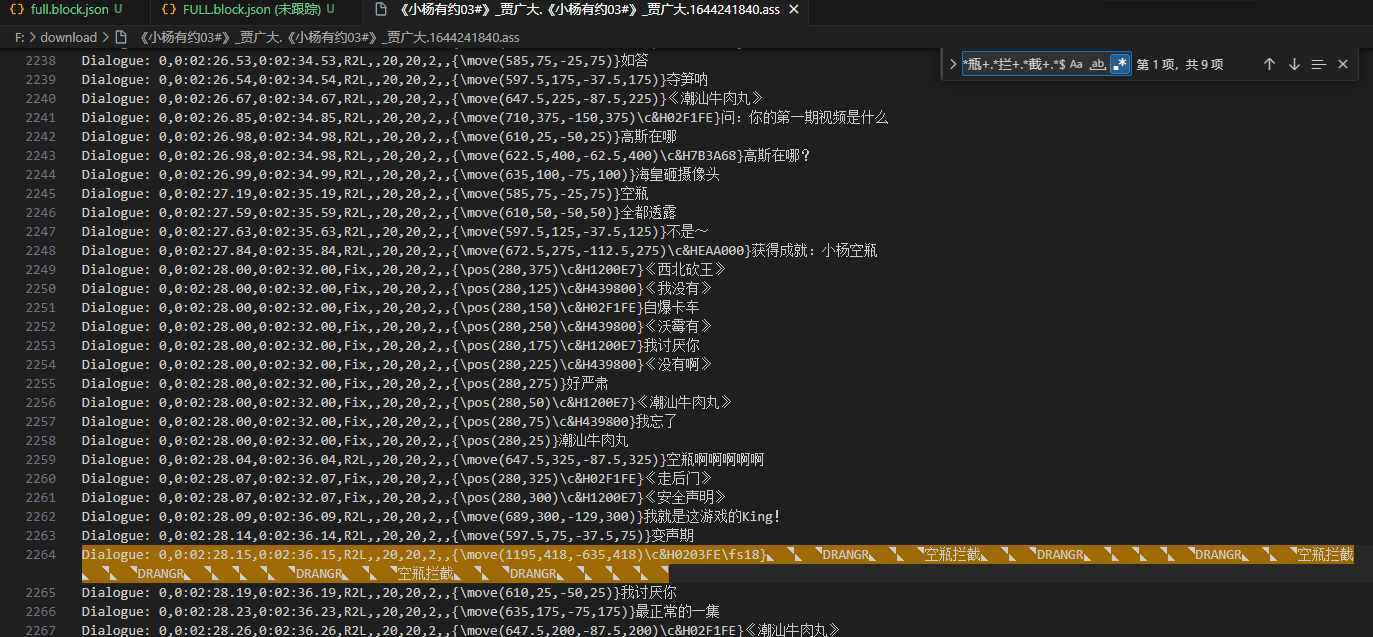 full.block.json U
FULL.block.json (未跟踪) U
《小杨有约03#》_贾广大.《小杨有约03#》_贾广大.1644241840.ass
F: > download > 《小杨有约03#》_贾广大.《小杨有约03#》_贾广大.1644241840.ass
*瓶+.*拦+.*截+.*$ Aa ab .* 第 1 项，共 9 项
2238 Dialogue: 0,0:02:26.53,0:02:34.53,R2L,,20,20,2,,{\move(585,75,-25,75)}如答
2239 Dialogue: 0,0:02:26.54,0:02:34.54,R2L,,20,20,2,,{\move(597.5,175,-37.5,175)}夺笋呐
2240 Dialogue: 0,0:02:26.67,0:02:34.67,R2L,,20,20,2,,{\move(647.5,225,-87.5,225)}《潮汕牛肉丸》
2241 Dialogue: 0,0:02:26.85,0:02:34.85,R2L,,20,20,2,,{\move(710,375,-150,375)\c&H02F1FE}问：你的第一期视频是什么
2242 Dialogue: 0,0:02:26.98,0:02:34.98,R2L,,20,20,2,,{\move(610,25,-50,25)}高斯在哪
2243 Dialogue: 0,0:02:26.98,0:02:34.98,R2L,,20,20,2,,{\move(622.5,400,-62.5,400)\c&H7B3A68}高斯在哪？
2244 Dialogue: 0,0:02:26.99,0:02:34.99,R2L,,20,20,2,,{\move(635,100,-75,100)}海皇砸摄像头
2245 Dialogue: 0,0:02:27.19,0:02:35.19,R2L,,20,20,2,,{\move(585,75,-25,75)}空瓶
2246 Dialogue: 0,0:02:27.59,0:02:35.59,R2L,,20,20,2,,{\move(610,50,-50,50)}全都透露
2247 Dialogue: 0,0:02:27.63,0:02:35.63,R2L,,20,20,2,,{\move(597.5,125,-37.5,125)}不是～
2248 Dialogue: 0,0:02:27.84,0:02:35.84,R2L,,20,20,2,,{\move(672.5,275,-112.5,275)\c&HEAA000}获得成就：小杨空瓶
2249 Dialogue: 0,0:02:28.00,0:02:32.00,Fix,,20,20,2,,{\pos(280,375)\c&H1200E7}《西北砍王》
2250 Dialogue: 0,0:02:28.00,0:02:32.00,Fix,,20,20,2,,{\pos(280,125)\c&H439800}《我没有》
2251 Dialogue: 0,0:02:28.00,0:02:32.00,Fix,,20,20,2,,{\pos(280,150)\c&H02F1FE}自爆卡车
2252 Dialogue: 0,0:02:28.00,0:02:32.00,Fix,,20,20,2,,{\pos(280,250)\c&H439800}《沃霉有》
2253 Dialogue: 0,0:02:28.00,0:02:32.00,Fix,,20,20,2,,{\pos(280,175)\c&H1200E7}我讨厌你
2254 Dialogue: 0,0:02:28.00,0:02:32.00,Fix,,20,20,2,,{\pos(280,225)\c&H439800}《没有啊》
2255 Dialogue: 0,0:02:28.00,0:02:32.00,Fix,,20,20,2,,{\pos(280,275)}好严肃
2256 Dialogue: 0,0:02:28.00,0:02:32.00,Fix,,20,20,2,,{\pos(280,50)\c&H1200E7}《潮汕牛肉丸》
2257 Dialogue: 0,0:02:28.00,0:02:32.00,Fix,,20,20,2,,{\pos(280,75)\c&H439800}我忘了
2258 Dialogue: 0,0:02:28.00,0:02:32.00,Fix,,20,20,2,,{\pos(280,25)}潮汕牛肉丸
2259 Dialogue: 0,0:02:28.04,0:02:36.04,R2L,,20,20,2,,{\move(647.5,325,-87.5,325)}空瓶啊啊啊啊啊
2260 Dialogue: 0,0:02:28.07,0:02:32.07,Fix,,20,20,2,,{\pos(280,325)\c&H02F1FE}《走后门》
2261 Dialogue: 0,0:02:28.07,0:02:32.07,Fix,,20,20,2,,{\pos(280,300)\c&H1200E7}《安全声明》
2262 Dialogue: 0,0:02:28.09,0:02:36.09,R2L,,20,20,2,,{\move(689,300,-129,300)}我就是这游戏的King！
2263 Dialogue: 0,0:02:28.14,0:02:36.14,R2L,,20,20,2,,{\move(597.5,75,-37.5,75)}变声期
2264 Dialogue: 0,0:02:28.15,0:02:36.15,R2L,,20,20,2,,{\move(1195,418,-635,418)\c&H0203FE\fs18}◣ ◥◣ ◥DRANGR◣ ◥◣ ◥空瓶拦截◣ ◥◣ ◥DRANGR◣ ◥◣ ◥◣ ◥◣ ◥DRANGR◣ ◥◣ ◥空瓶拦截
◣ ◥◣ ◥DRANGR◣ ◥◣ ◥◣ ◥◣ ◥DRANGR◣ ◥◣ ◥空瓶拦截◣ ◥◣ ◥DRANGR◣ ◥◣ ◥◣ ◥◣ ◥
2265 Dialogue: 0,0:02:28.19,0:02:36.19,R2L,,20,20,2,,{\move(610,25,-50,25)}我讨厌你
2266 Dialogue: 0,0:02:28.23,0:02:36.23,R2L,,20,20,2,,{\move(635,175,-75,175)}最正常的一集
2267 Dialogue: 0,0:02:28.26,0:02:36.26,R2L,,20,20,2,,{\move(647.5,200,-87.5,200)\c&H02F1FE}《潮汕牛肉丸》